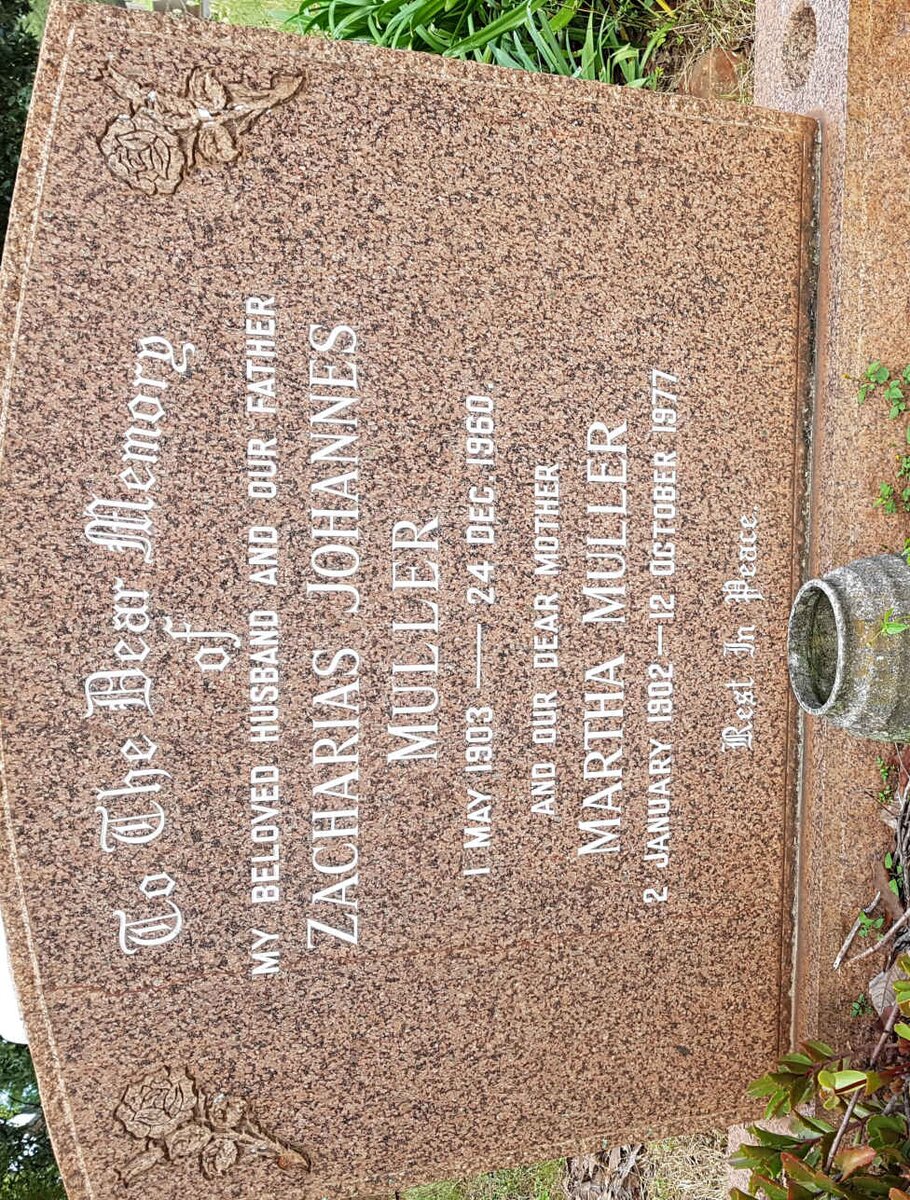 To The Dear Memory
of
MY BELOVED HUSBAND AND OUR FATHER
ZACHARIAS JOHANNES
MULLER
1 MAY 1903 — 24 DEC. 1960.
AND OUR DEAR MOTHER
MARTHA MULLER
2 JANUARY 1902—12 OCTOBER 1977
Rest In Peace.